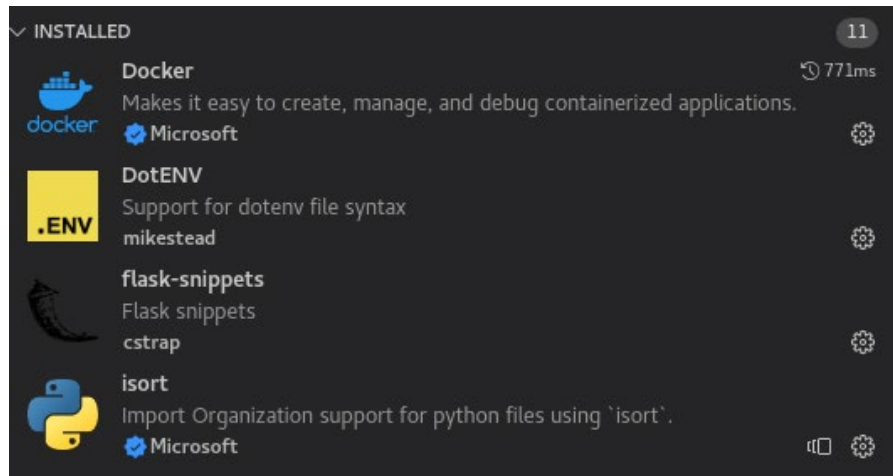 INSTALLED 11
Docker 771ms
Makes it easy to create, manage, and debug containerized applications.
docker
Microsoft
DotENV
Support for dotenv file syntax
.ENV
mikestead
flask-snippets
Flask snippets
cstrap
isort
Import Organization support for python files using `isort`.
Microsoft